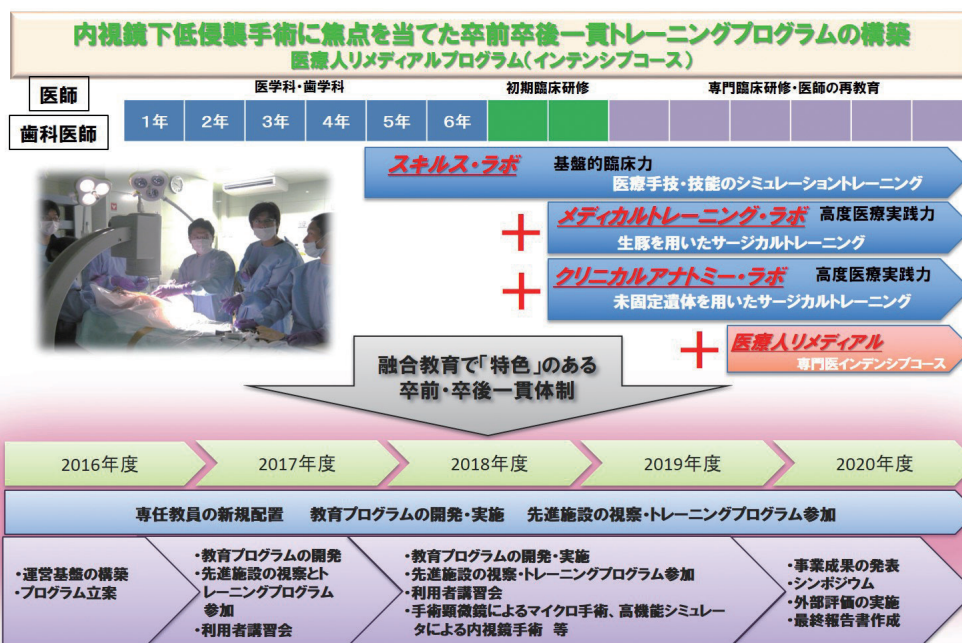 内視鏡下低侵襲手術に焦点を当てた卒前卒後一貫トレーニングプログラムの構築
医療人リメディアルプログラム(インテンシブコース)
医師
医学科・歯学科
初期臨床研修
専門臨床研修・医師の再教育
歯科医師
1年
2年
3年
4年
5年
6年
スキルス・ラボ 基盤的臨床力
医療手技・技能のシミュレーショントレーニング
+
メディカルトレーニング・ラボ 高度医療実践力
生豚を用いたサージカルトレーニング
+
クリニカルアナトミー・ラボ 高度医療実践力
未固定遺体を用いたサージカルトレーニング
+
医療人リメディアル
専門医インテンシブコース
融合教育で「特色」のある
卒前・卒後一貫体制
2016年度
2017年度
2018年度
2019年度
2020年度
専任教員の新規配置 教育プログラムの開発・実施 先進施設の視察・トレーニングプログラム参加
・運営基盤の構築
・プログラム立案
・教育プログラムの開発
・先進施設の視察とト
レーニングプログラム
参加
・利用者講習会
・教育プログラムの開発・実施
・先進施設の視察・トレーニングプログラム参加
・利用者講習会
・手術顕微鏡によるマイクロ手術、高機能シミュレー
タによる内視鏡手術 等
・事業成果の発表
・シンポジウム
・外部評価の実施
・最終報告書作成